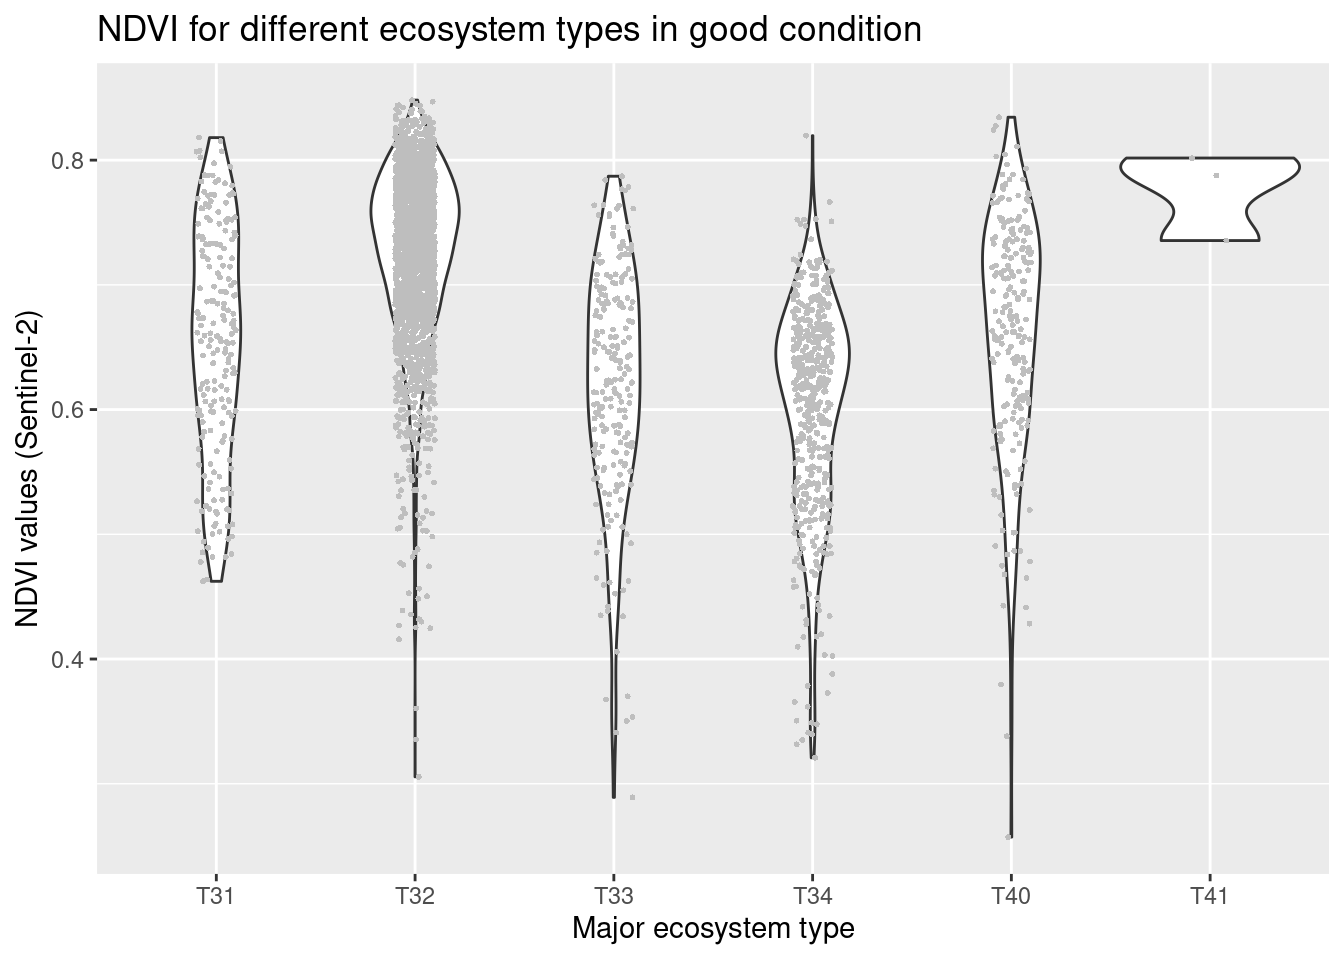 NDVI for different ecosystem types in good condition
NDVI values (Sentinel-2)
0.8
0.6
0.4
T31 T32 T33 T34 T40 T41
Major ecosystem type